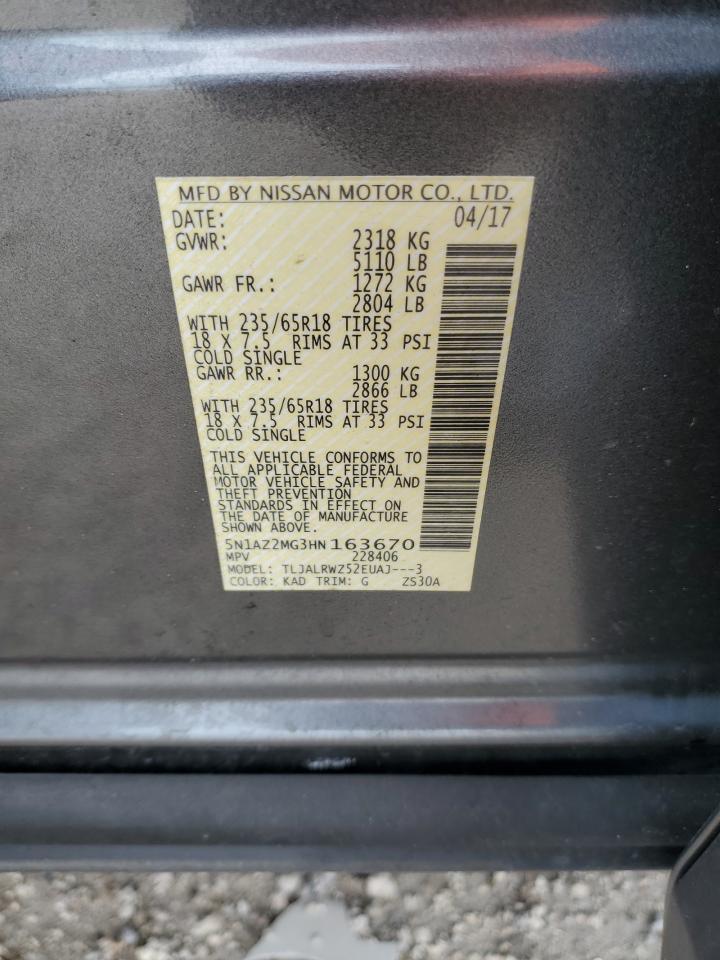 MFD BY NISSAN MOTOR CO., LTD.
DATE: 04/17
GVWR: 2318 KG
5110 LB
GAWR FR.: 1272 KG
2804 LB
WITH 235/65R18 TIRES
18 X 7.5 RIMS AT 33 PSI
COLD SINGLE
GAWR RR.: 1300 KG
2866 LB
WITH 235/65R18 TIRES
18 X 7.5 RIMS AT 33 PSI
COLD SINGLE
THIS VEHICLE CONFORMS TO
ALL APPLICABLE FEDERAL
MOTOR VEHICLE SAFETY AND
THEFT PREVENTION
STANDARDS IN EFFECT ON
THE DATE OF MANUFACTURE
SHOWN ABOVE.
5N1AZ2MG3HN163670
MPV 228406
MODEL: TLJALRWZ52EUAJ---3
COLOR: KAD TRIM: G ZS30A